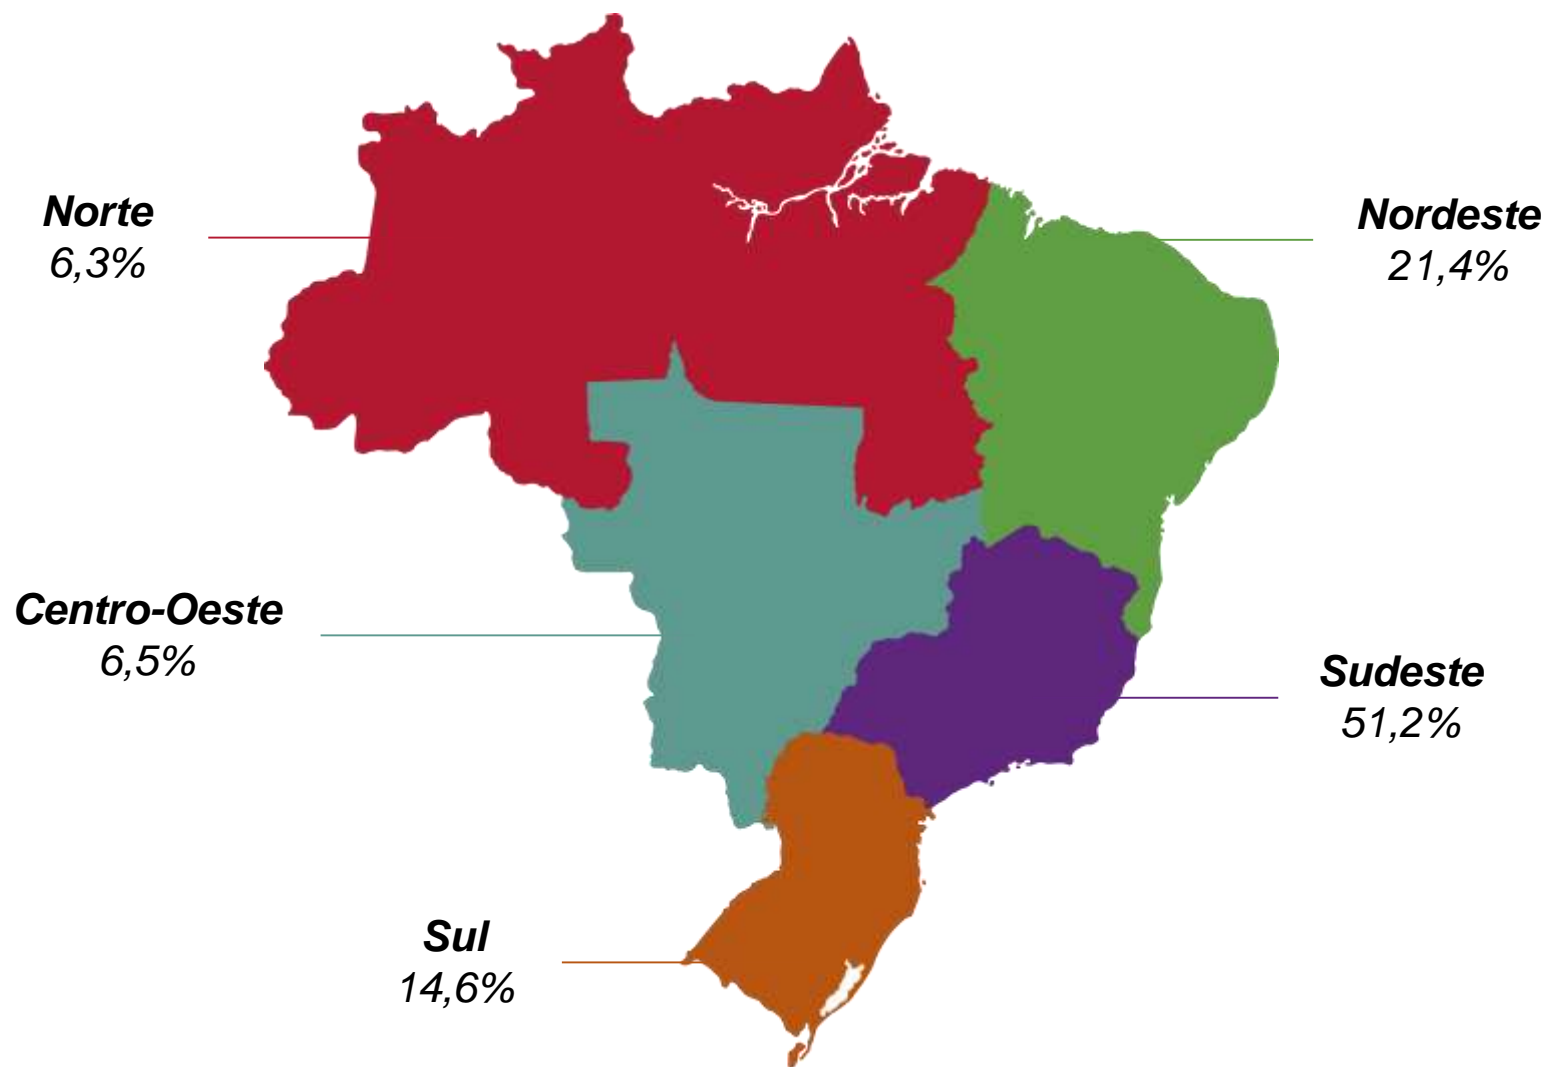 Norte
6,3%
Nordeste
21,4%
Centro-Oeste
6,5%
Sudeste
51,2%
Sul
14,6%